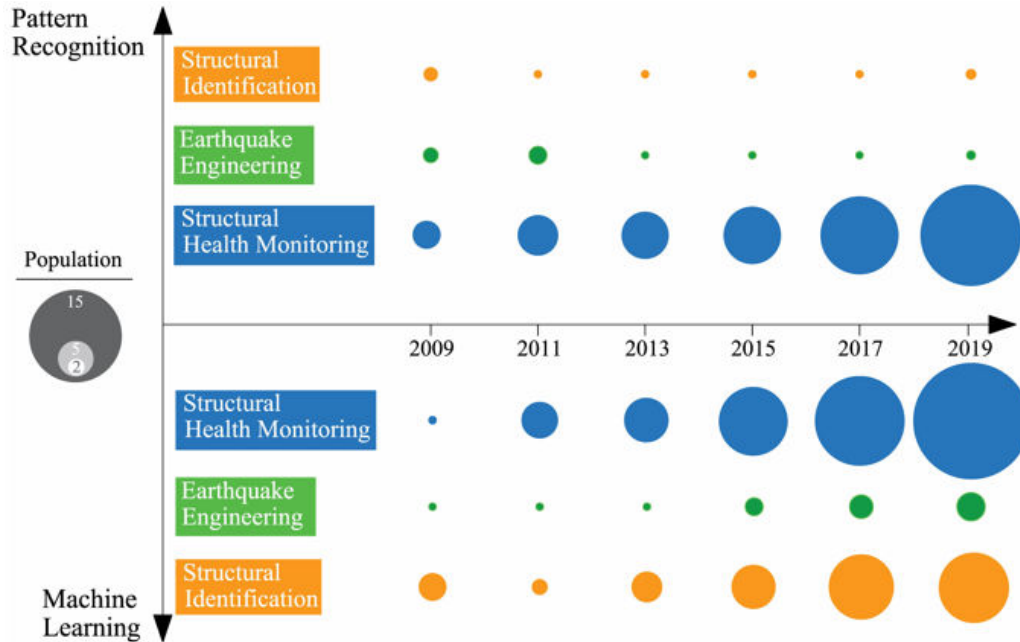 Pattern
Recognition
Structural
Identification
Earthquake
Engineering
Structural
Health Monitoring
Population
15
5
2
2009 2011 2013 2015 2017 2019
Structural
Health Monitoring
Earthquake
Engineering
Structural
Identification
Machine
Learning